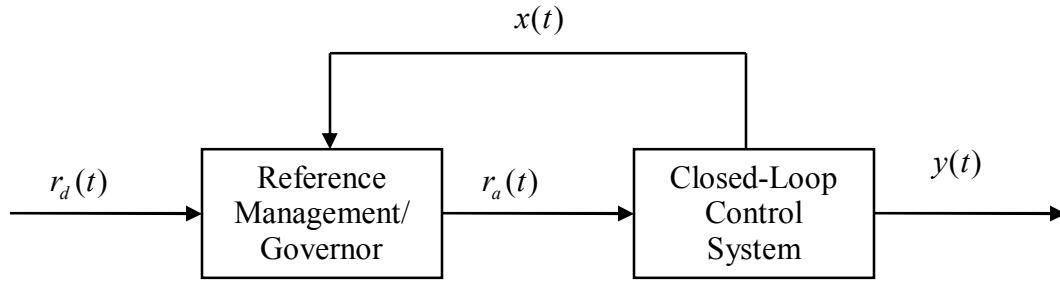 x(t)
r_d(t)
Reference
Management/
Governor
r_a(t)
Closed-Loop
Control
System
y(t)